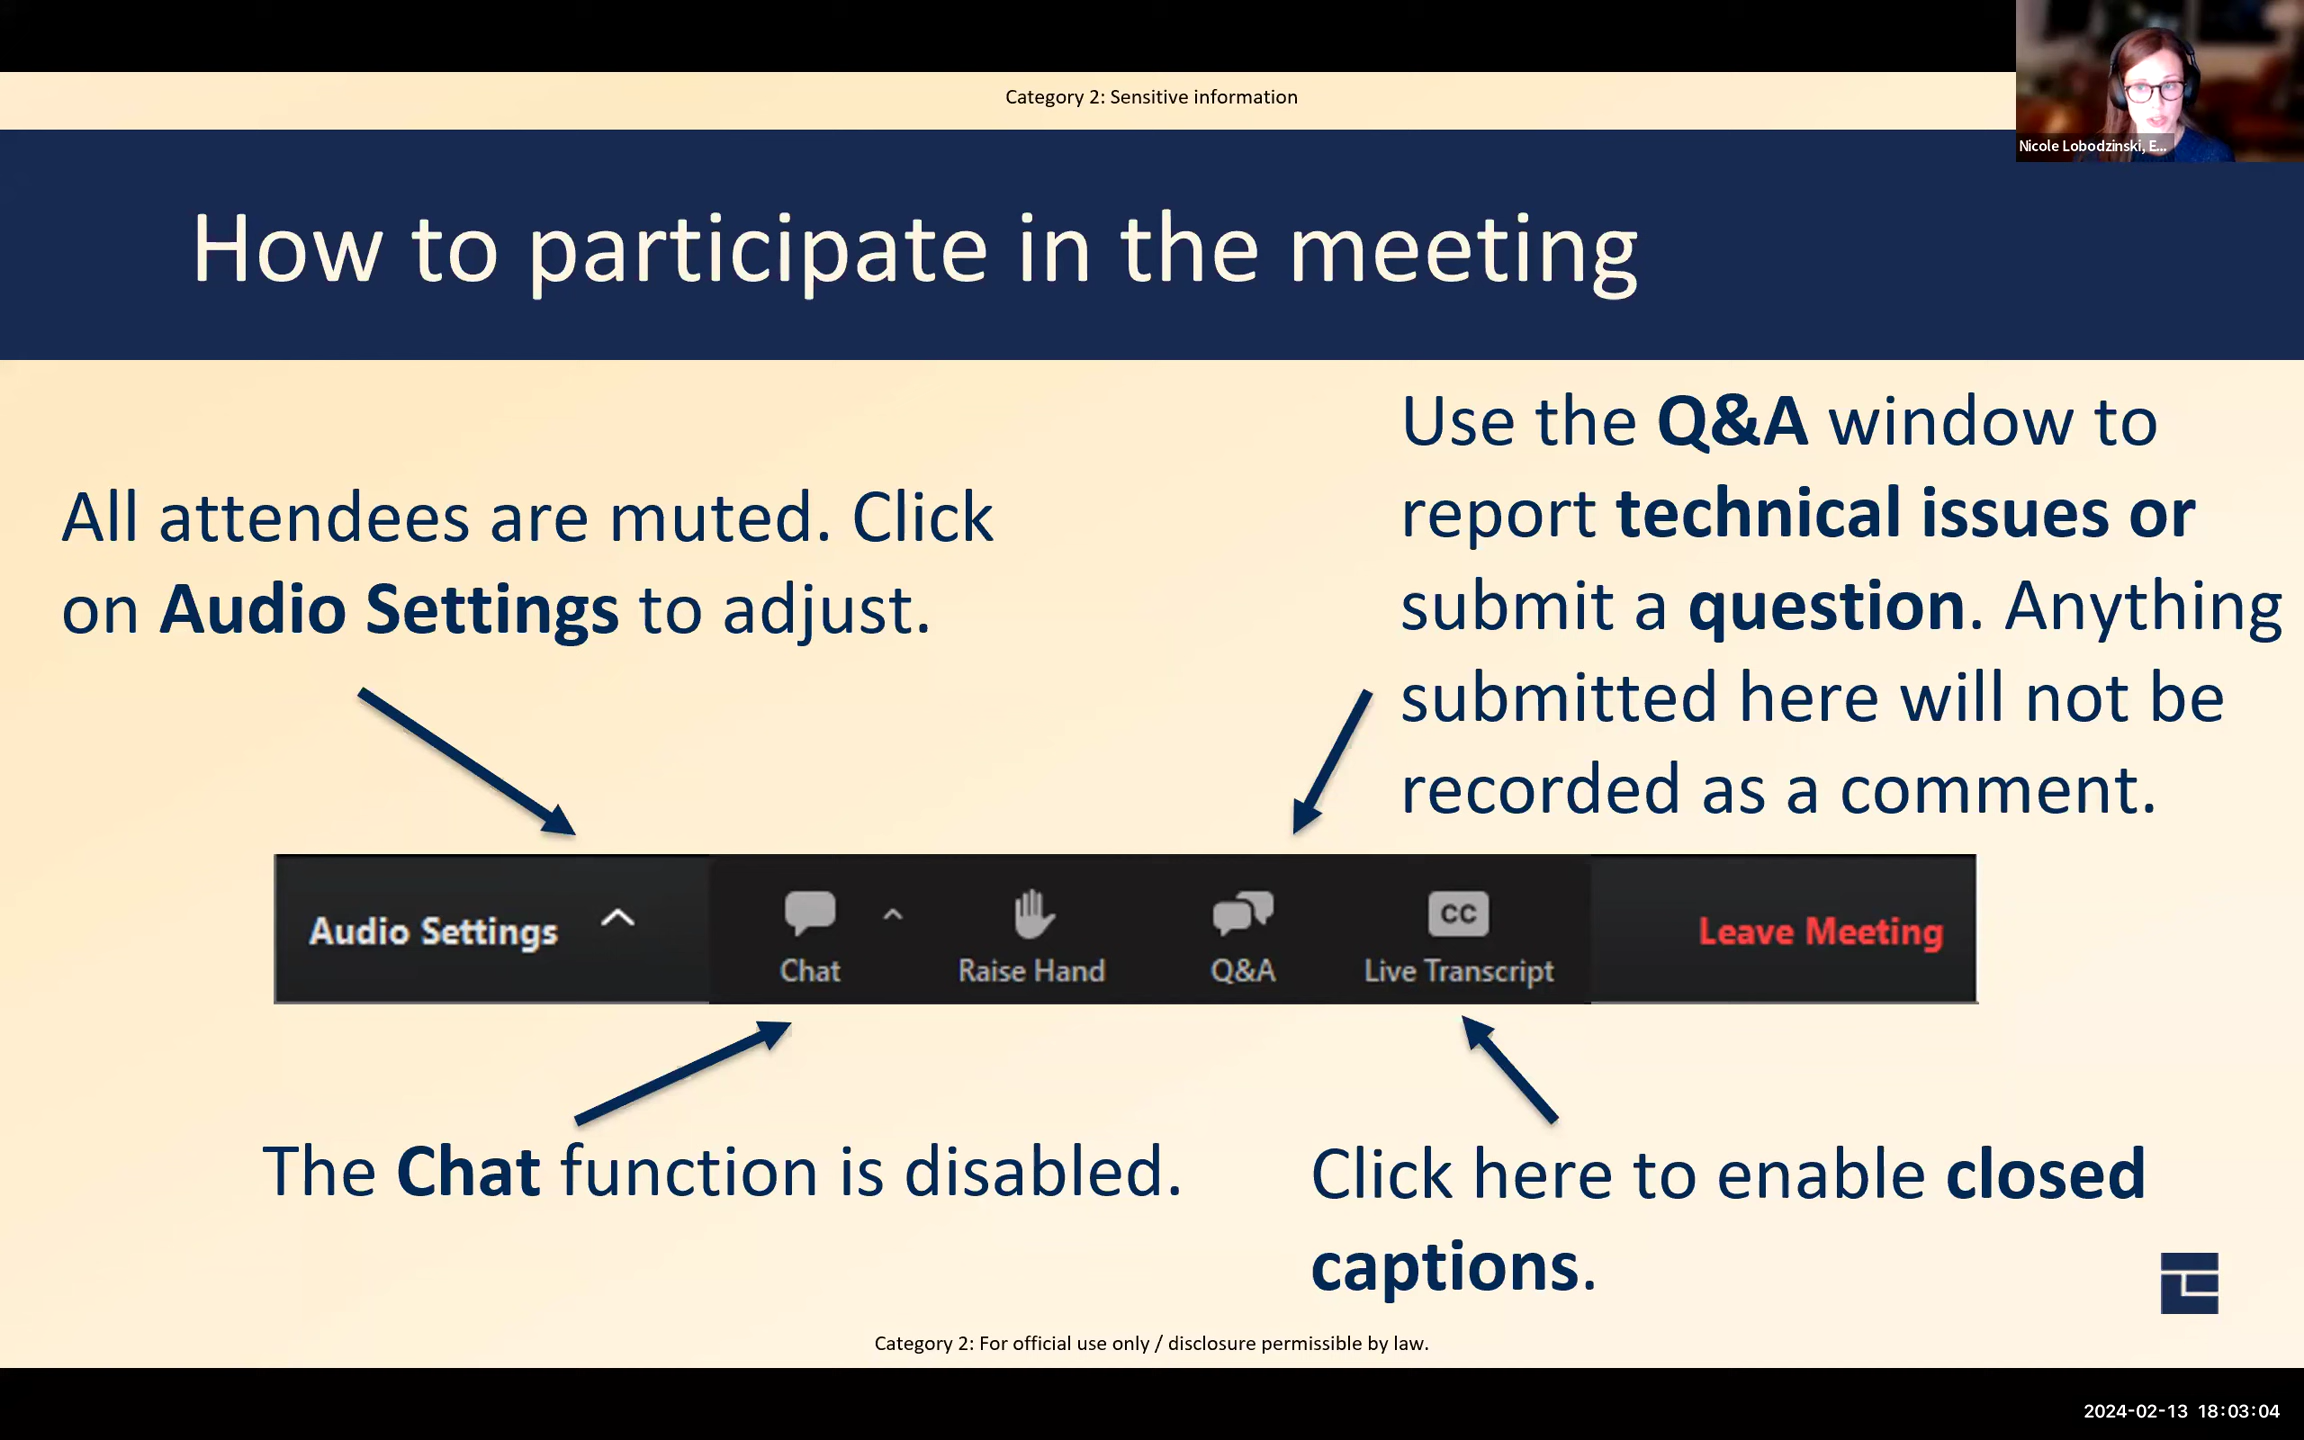 Category 2: Sensitive information
Nicole Lobodzinski, E...
How to participate in the meeting
All attendees are muted. Click
on Audio Settings to adjust.
Use the Q&A window to
report technical issues or
submit a question. Anything
submitted here will not be
recorded as a comment.
Audio Settings
Chat
Raise Hand
Q&A
CC
Live Transcript
Leave Meeting
The Chat function is disabled.
Click here to enable closed
captions.
Category 2: For official use only / disclosure permissible by law.
2024-02-13 18:03:04